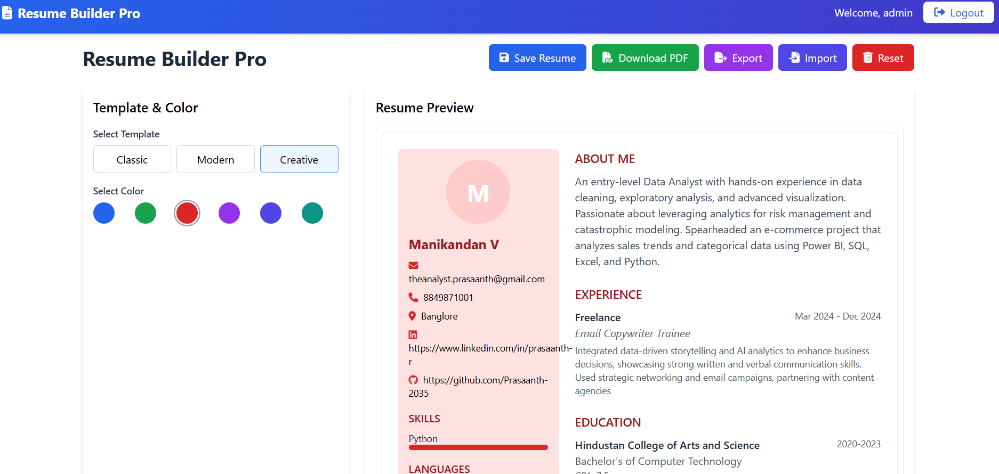 Resume Builder Pro
Welcome, admin
Logout
Resume Builder Pro
Save Resume
Download PDF
Export
Import
Reset
Template & Color
Select Template
Classic
Modern
Creative
Select Color
Resume Preview
M
Manikandan V
theanalyst.prasaanth@gmail.com
8849871001
Banglore
https://www.linkedin.com/in/prasaanth-
r
https://github.com/Prasaanth-
2035
SKILLS
Python
LANGUAGES
ABOUT ME
An entry-level Data Analyst with hands-on experience in data
cleaning, exploratory analysis, and advanced visualization.
Passionate about leveraging analytics for risk management and
catastrophic modeling. Spearheaded an e-commerce project that
analyzes sales trends and categorical data using Power BI, SQL,
Excel, and Python.
EXPERIENCE
Freelance
Mar 2024 - Dec 2024
Email Copywriter Trainee
Integrated data-driven storytelling and AI analytics to enhance business
decisions, showcasing strong written and verbal communication skills.
Used strategic networking and email campaigns, partnering with content
agencies
EDUCATION
Hindustan College of Arts and Science
2020-2023
Bachelor's of Computer Technology